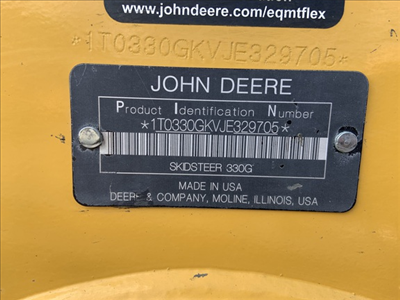 www.johndeere.com/eqmtflex
*1T0330GKVJE329705*
JOHN DEERE
Product Identification Number
*1T0330GKVJE329705*
SKIDSTEER 330G
MADE IN USA
DEERE & COMPANY, MOLINE, ILLINOIS, USA